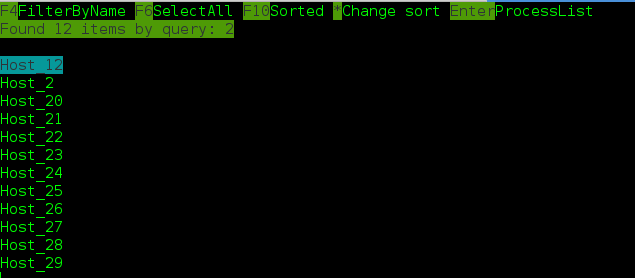 F4FilterByName F6SelectAll F10Sorted *Change sort EnterProcessList
Found 12 items by query: 2
Host_12
Host_2
Host_20
Host_21
Host_22
Host_23
Host_24
Host_25
Host_26
Host_27
Host_28
Host_29